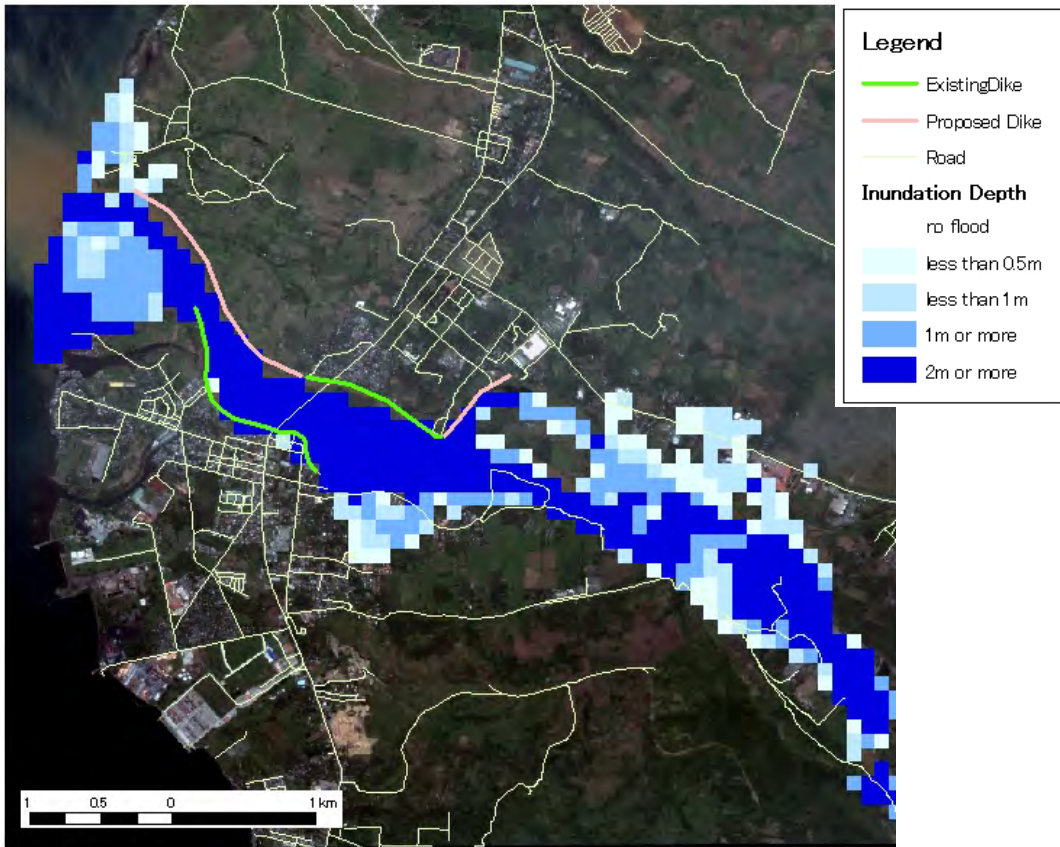 Legend
ExistingDike
Proposed Dike
Road
Inundation Depth
no flood
less than 0.5m
less than 1m
1m or more
2m or more
1 0.5 0 1 km